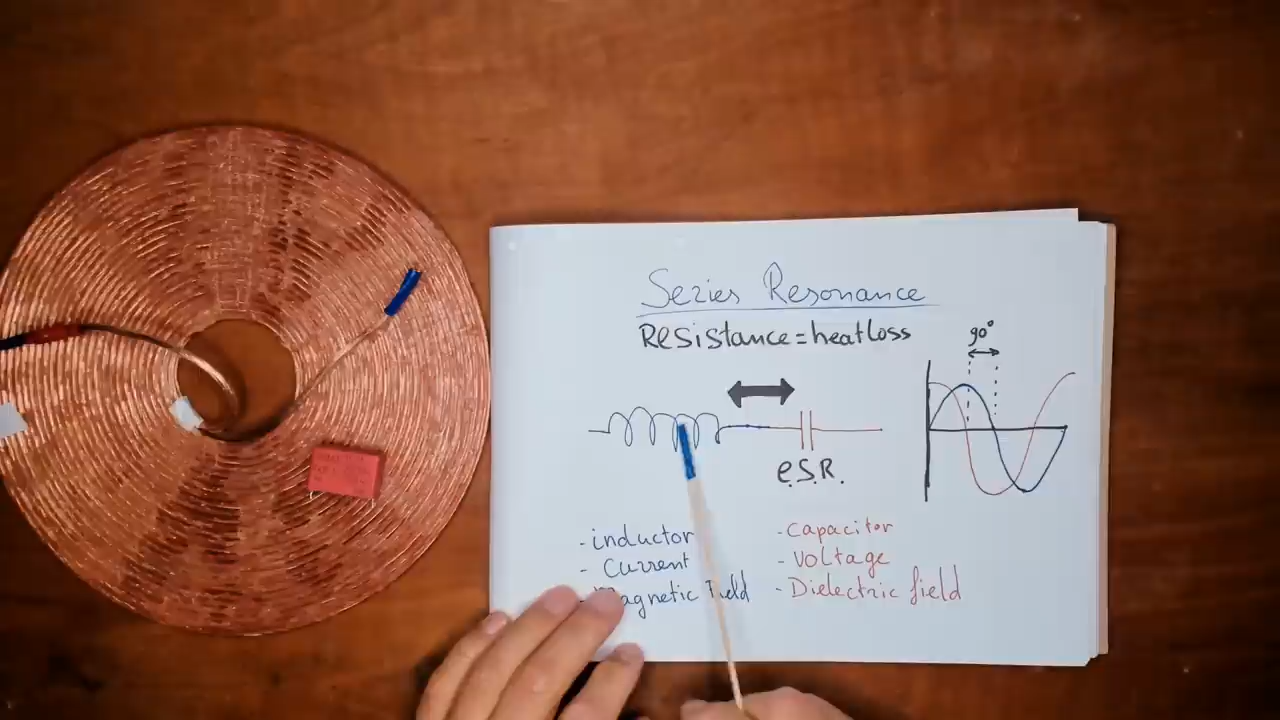 Series Resonance
Resistance = heatloss
90°
e.S.R.
- inductor
- Current
- Magnetic Field
- Capacitor
- Voltage
- Dielectric field